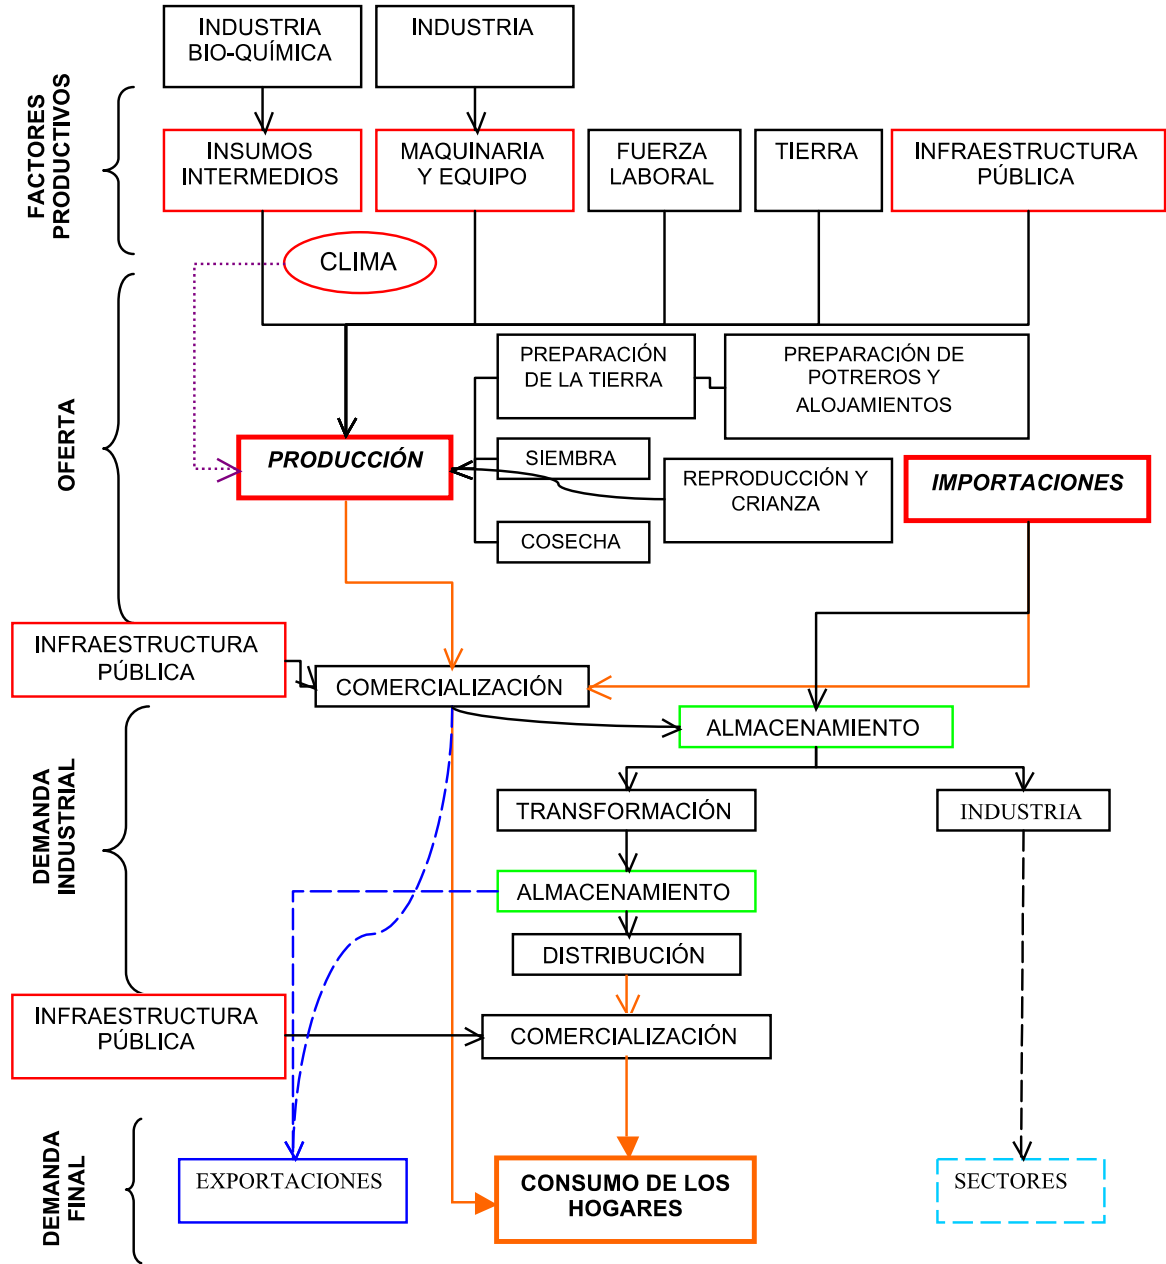 INDUSTRIA
BIO-QUÍMICA
INDUSTRIA
FACTORES
PRODUCTIVOS
INSUMOS
INTERMEDIOS
MAQUINARIA
Y EQUIPO
FUERZA
LABORAL
TIERRA
INFRAESTRUCTURA
PÚBLICA
CLIMA
OFERTA
PREPARACIÓN
DE LA TIERRA
PREPARACIÓN DE
POTREROS Y
ALOJAMIENTOS
PRODUCCIÓN
SIEMBRA
REPRODUCCIÓN Y
CRIANZA
IMPORTACIONES
COSECHA
INFRAESTRUCTURA
PÚBLICA
COMERCIALIZACIÓN
ALMACENAMIENTO
DEMANDA
INDUSTRIAL
TRANSFORMACIÓN
INDUSTRIA
ALMACENAMIENTO
DISTRIBUCIÓN
INFRAESTRUCTURA
PÚBLICA
COMERCIALIZACIÓN
DEMANDA
FINAL
EXPORTACIONES
CONSUMO DE LOS
HOGARES
SECTORES